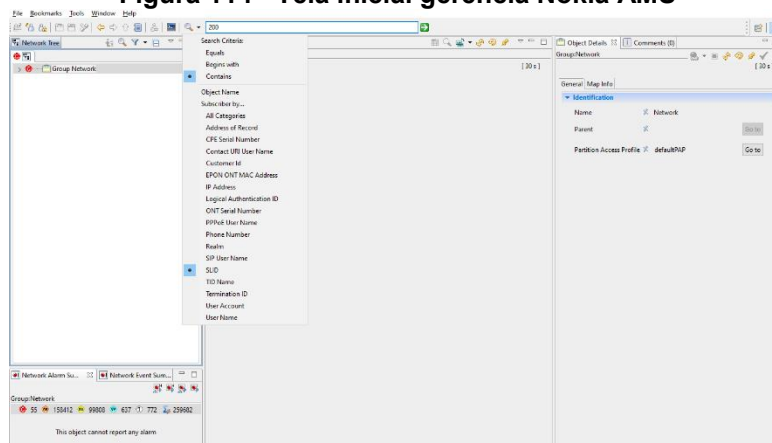 Figura 111 - Tela inicial gerência Nokia AMS
File Bookmarks Tools Window Help
200
Network Tree
Group Network
Search Criteria
Equals
Begins with
Contains
Object Name
Subscriber by...
All Categories
Address of Record
CPE Serial Number
Contact URI User Name
Customer Id
EPON ONT MAC Address
IP Address
Logical Authentication ID
ONT Serial Number
PPPoE User Name
Phone Number
Realm
SIP User Name
SLID
TID Name
Termination ID
User Account
User Name
[ 30 s ]
Object Details Comments (0)
Group:Network
[ 30 s
General Map Info
Identification
Name Network
Parent Go to
Partition Access Profile defaultPAP Go to
Network Alarm Su... Network Event Sum...
Group:Network
55 158412 99808 637 772 259682
This object cannot report any alarm